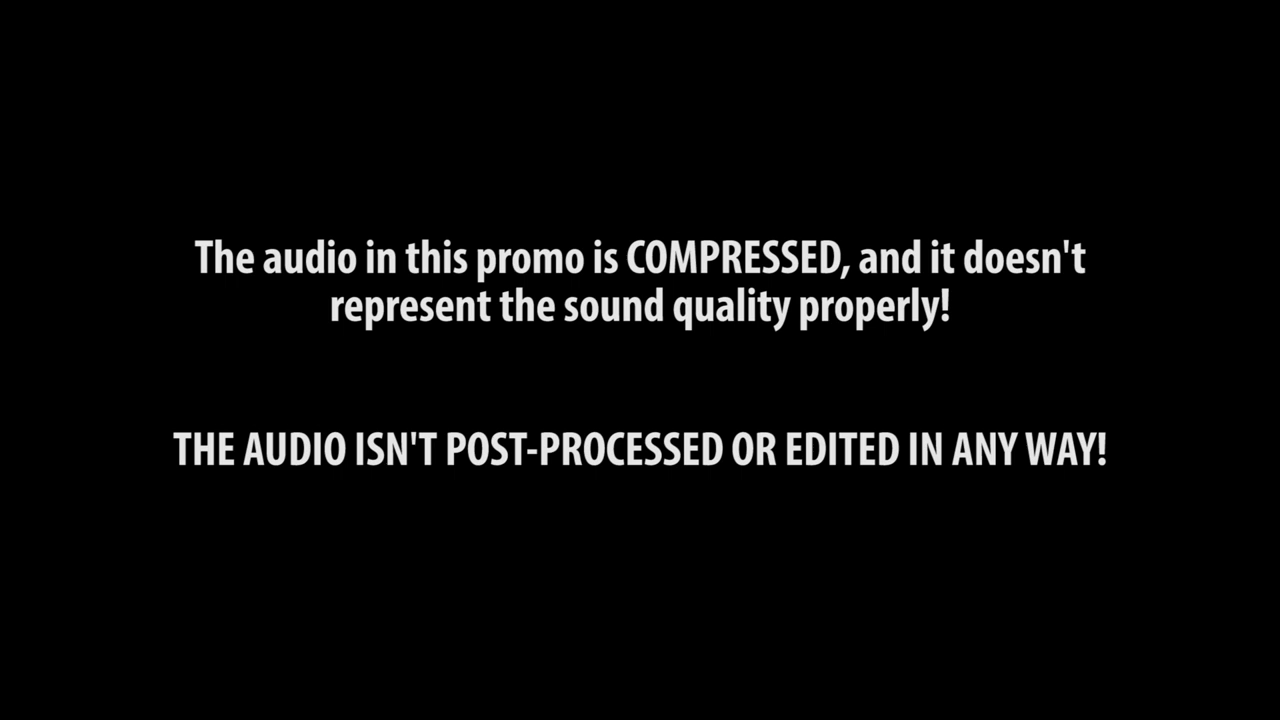 The audio in this promo is COMPRESSED, and it doesn't
represent the sound quality properly!
THE AUDIO ISN'T POST-PROCESSED OR EDITED IN ANY WAY!